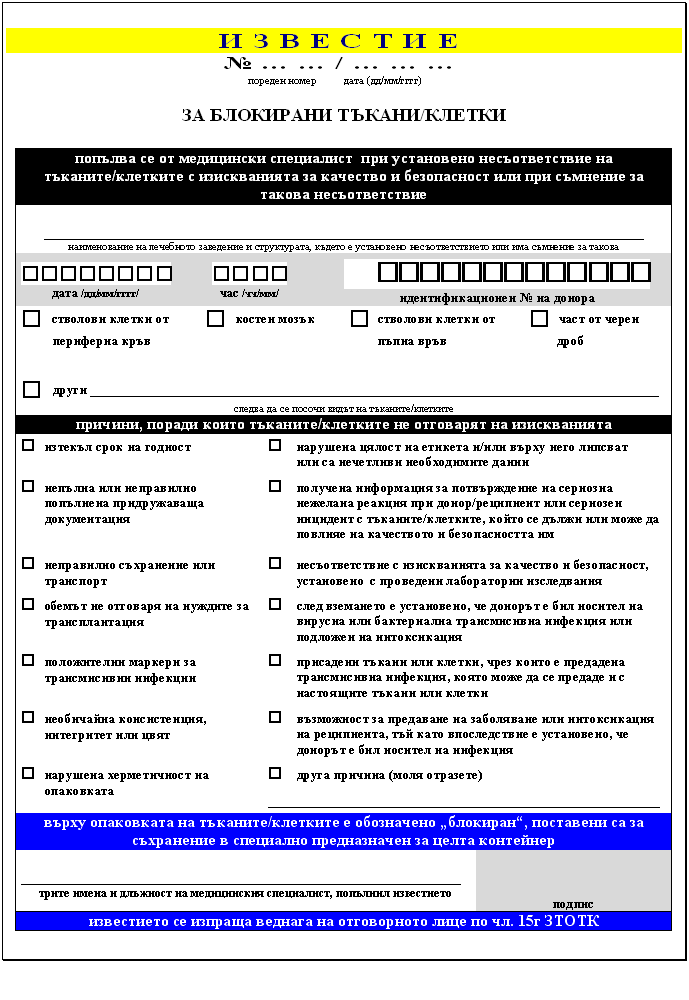 И З В Е С Т И Е
№ ... ... / ... ... ...
пореден номер дата (дд/мм/гггг)
ЗА БЛОКИРАНИ ТЪКАНИ/КЛЕТКИ
попълва се от медицински специалист при установено несъответствие на
тъканите/клетките с изискванията за качество и безопасност или при съмнение за
такова несъответствие
наименование на лечебното заведение и структурата, където е установено несъответствието или има съмнение за такова
дата /дд/мм/гггг/ час /чч/мм/ идентификационен № на донора
стволови клетки от костен мозък стволови клетки от част от черен
периферна кръв пъпна връв дроб
други
следва да се посочи видът на тъканите/клетките
причини, поради които тъканите/клетките не отговарят на изискванията
изтекъл срок на годност нарушена цялост на етикета и/или върху него липсват
или са нечетливи необходимите данни
непълна или неправилно получена информация за потвърждение на сериозна
попълнена придружаваща нежелана реакция при донор/реципиент или сериозен
документация инцидент с тъканите/клетките, който се дължи или може да
повлияе на качеството и безопасността им
неправилно съхранение или несъответствие с изискванията за качество и безопасност,
транспорт установено с проведени лабораторни изследвания
обемът не отговаря на нуждите за след вземането е установено, че донорът е бил носител на
трансплантация вирусна или бактериална трансмисивна инфекция или
подложен на интоксикация
положителни маркери за присадени тъкани или клетки, чрез които е предадена
трансмисивни инфекции трансмисивна инфекция, която може да се предаде и с
настоящите тъкани или клетки
необичайна консистенция, възможност за предаване на заболяване или интоксикация
интегритет или цвят на реципиента, тъй като впоследствие е установено, че
донорът е бил носител на инфекция
нарушена херметичност на друга причина (моля отразете)
опаковката
върху опаковката на тъканите/клетките е обозначено „блокиран“, поставени са за
съхранение в специално предназначен за целта контейнер
трите имена и длъжност на медицинския специалист, попълнил известието
подпис
известието се изпраща веднага на отговорното лице по чл. 15г ЗТОТК